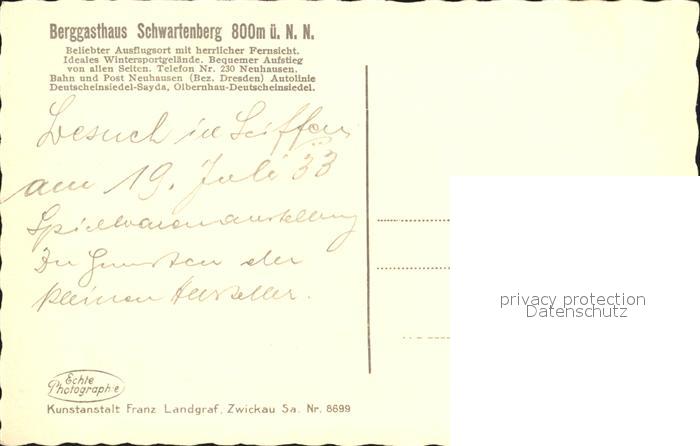 Berggasthaus Schwartenberg 800m ü. N. N.
Beliebter Ausflugsort mit herrlicher Fernsicht.
Ideales Wintersportgelände. Bequemer Aufstieg
von allen Seiten. Telefon Nr. 230 Neuhausen.
Bahn und Post Neuhausen (Bez. Dresden) Autolinie
Deutscheinsiedel-Sayda, Olbernhau-Deutscheinsiedel.
Besuch in Seiffen
am 19. Juli 33
Spielwarenausstellung
Zu Gunsten der
kleinen Hersteller.
privacy protection
Datenschutz
Echte
Photographie
Kunstanstalt Franz Landgraf, Zwickau Sa. Nr. 8699